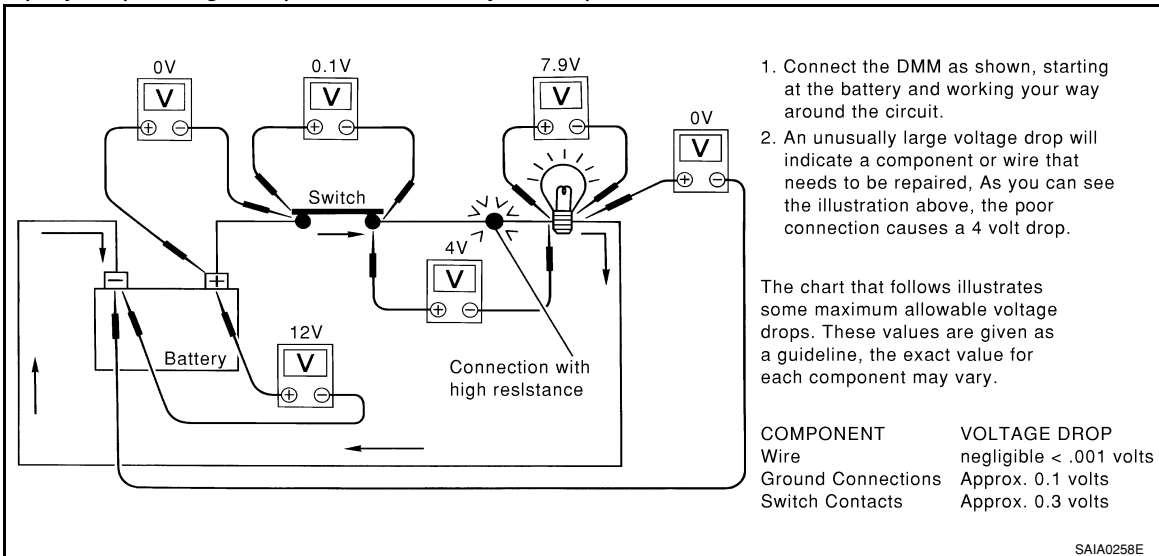 0V
0.1V
7.9V
0V
V
V
V
V
+ -
+ -
+ -
+ -
Switch
4V
V
+ -
- +
Battery
12V
V
+ -
Connection with
high reslstance
1. Connect the DMM as shown, starting
at the battery and working your way
around the circuit.
2. An unusually large voltage drop will
indicate a component or wire that
needs to be repaired, As you can see
the illustration above, the poor
connection causes a 4 volt drop.
The chart that follows illustrates
some maximum allowable voltage
drops. These values are given as
a guideline, the exact value for
each component may vary.
COMPONENT VOLTAGE DROP
Wire negligible < .001 volts
Ground Connections Approx. 0.1 volts
Switch Contacts Approx. 0.3 volts
SAIA0258E